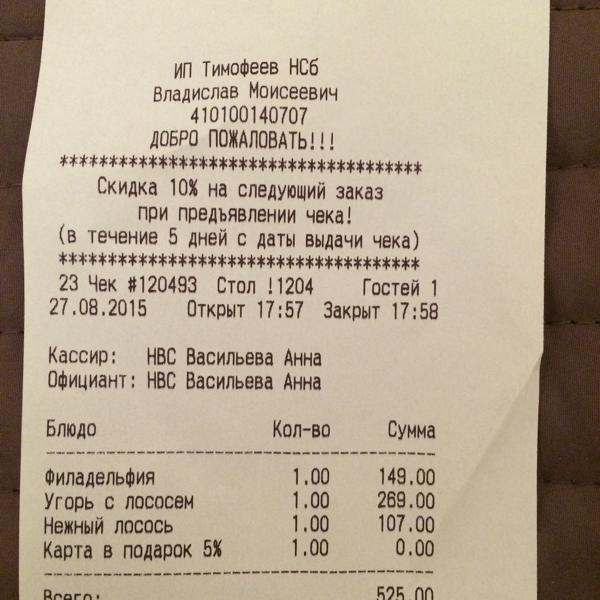 ИП Тимофеев НСб
Владислав Моисеевич
410100140707
ДОБРО ПОЖАЛОВАТЬ!!!
*************************************
Скидка 10% на следующий заказ
при предъявлении чека!
(в течение 5 дней с даты выдачи чека)
*************************************
23 Чек #120493 Стол !1204 Гостей 1
27.08.2015 Открыт 17:57 Закрыт 17:58
Кассир: НВС Васильева Анна
Официант: НВС Васильева Анна
Блюдо Кол-во Сумма
----------------------------------------
Филадельфия 1.00 149.00
Угорь с лососем 1.00 269.00
Нежный лосось 1.00 107.00
Карта в подарок 5% 1.00 0.00
----------------------------------------
Всего: 525.00